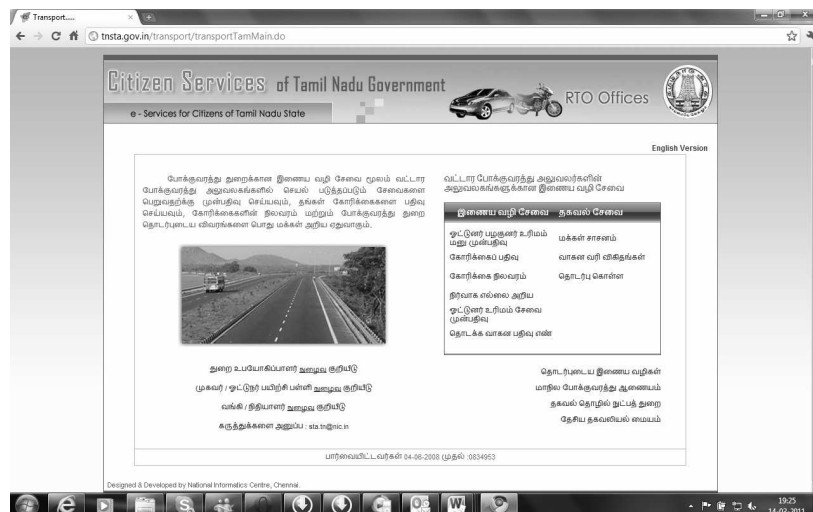 Transport.....
tnsta.gov.in/transport/transportTamMain.do
Citizen Services of Tamil Nadu Government
RTO Offices
e - Services for Citizens of Tamil Nadu State
English Version
போக்குவரத்து துறைக்கான இணைய வழி சேவை மூலம் வட்டார
போக்குவரத்து அலுவலகங்களில் செயல் படுத்தப்படும் சேவைகளை
பெறுவதற்கு முன்பதிவு செய்யவும், தங்கள் கோரிக்கைகளை பதிவு
செய்யவும், கோரிக்கைகளின் நிலவரம் மற்றும் போக்குவரத்து துறை
தொடர்புடைய விவரங்களை பொது மக்கள் அறிய ஏதுவாகும்.
வட்டார போக்குவரத்து அலுவலர்களின்
அலுவலகங்களுக்கான இணைய வழி சேவை
இணைய வழி சேவை தகவல் சேவை
ஓட்டுனர் பழகுனர் உரிமம்
மனு முன்பதிவு
மக்கள் சாசனம்
கோரிக்கைப் பதிவு
வாகன வரி விகிதங்கள்
கோரிக்கை நிலவரம்
தொடர்பு கொள்ள
நிர்வாக எல்லை அறிய
ஓட்டுனர் உரிமம் சேவை
முன்பதிவு
தொடக்க வாகன பதிவு எண்
துறை உபயோகிப்பாளர் நுழைவு குறியீடு
முகவர் / ஓட்டுநர் பயிற்சி பள்ளி நுழைவு குறியீடு
வங்கி / நிதியாளர் நுழைவு குறியீடு
கருத்துக்களை அனுப்ப : sta.tn@nic.in
தொடர்புடைய இணைய வழிகள்
மாநில போக்குவரத்து ஆணையம்
தகவல் தொழில் நுட்பத் துறை
தேசிய தகவலியல் மையம்
பார்வையிட்டவர்கள் 04-06-2008 முதல் :0834953
Designed & Developed by National Informatics Centre, Chennai.
19:25
14-03-2011